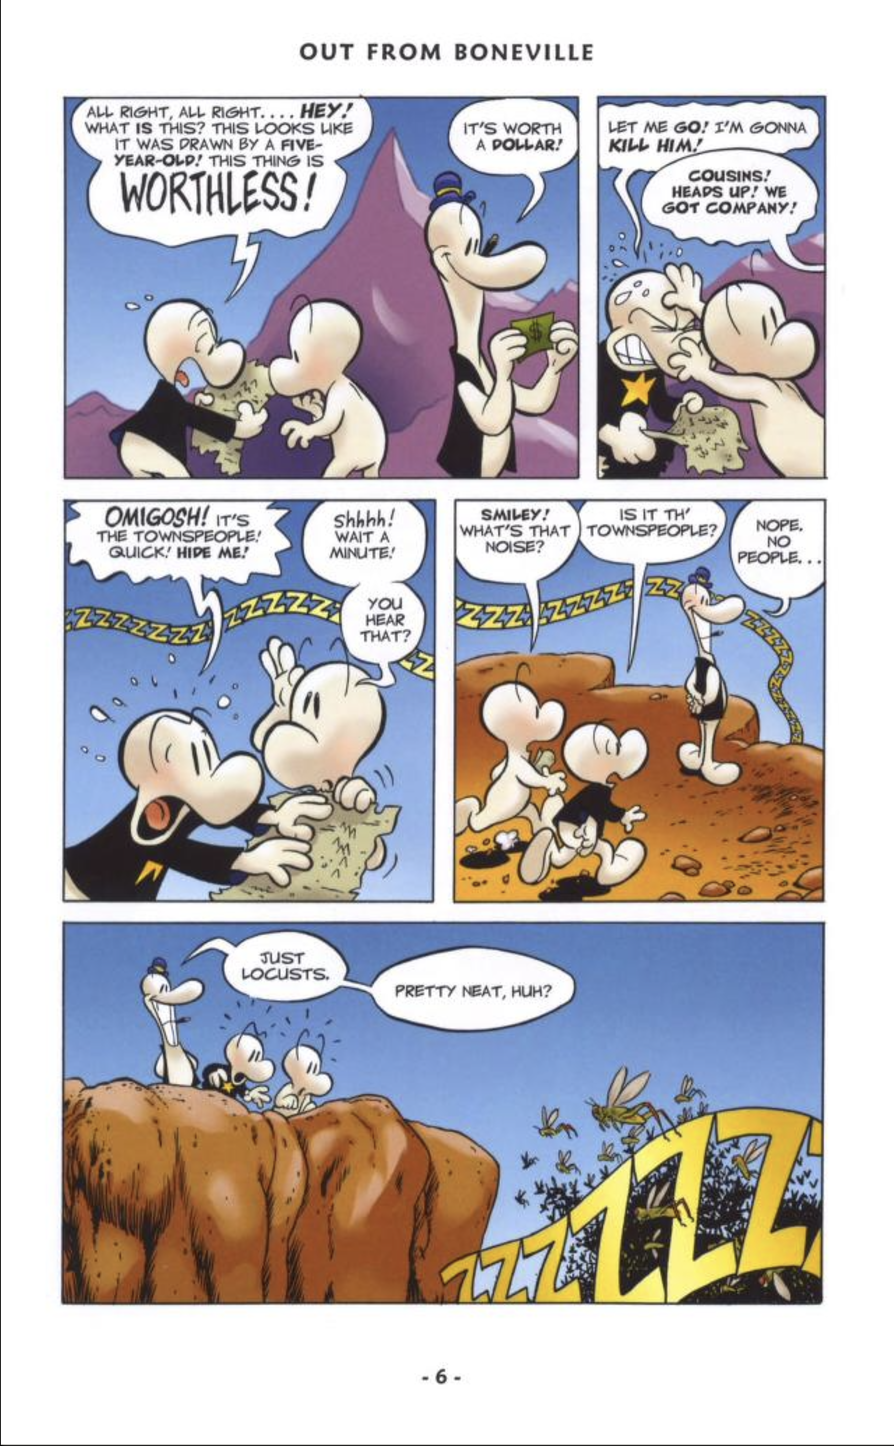 OUT FROM BONEVILLE
ALL RIGHT, ALL RIGHT.... HEY!
WHAT IS THIS? THIS LOOKS LIKE
IT WAS DRAWN BY A FIVE-
YEAR-OLD! THIS THING IS
WORTHLESS!
IT'S WORTH
A DOLLAR!
$
LET ME GO! I'M GONNA
KILL HIM!
COUSINS!
HEADS UP! WE
GOT COMPANY!
OMIGOSH! IT'S
THE TOWNSPEOPLE!
QUICK! HIDE ME!
Shhhh!
WAIT A
MINUTE!
YOU
HEAR
THAT?
ZZZZZZZZZZZZZZZ
SMILEY!
WHAT'S THAT
NOISE?
IS IT TH'
TOWNSPEOPLE?
NOPE.
NO
PEOPLE...
ZZZZZZZZZZZZZZZZZZZZ
JUST
LOCUSTS.
PRETTY NEAT, HUH?
ZZZZZZZ
- 6 -